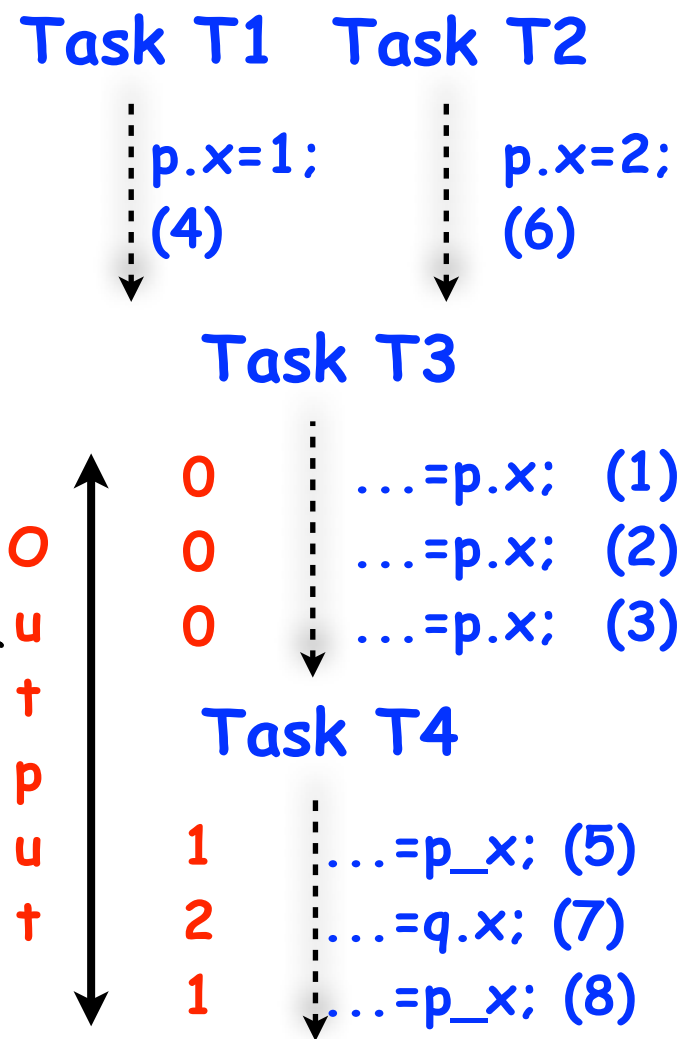 Task T1 Task T2
p.x=1; p.x=2;
(4) (6)
Task T3
0 ...=p.x; (1)
0 ...=p.x; (2)
0 ...=p.x; (3)
Output
Task T4
1 ...=p_x; (5)
2 ...=q.x; (7)
1 ...=p_x; (8)